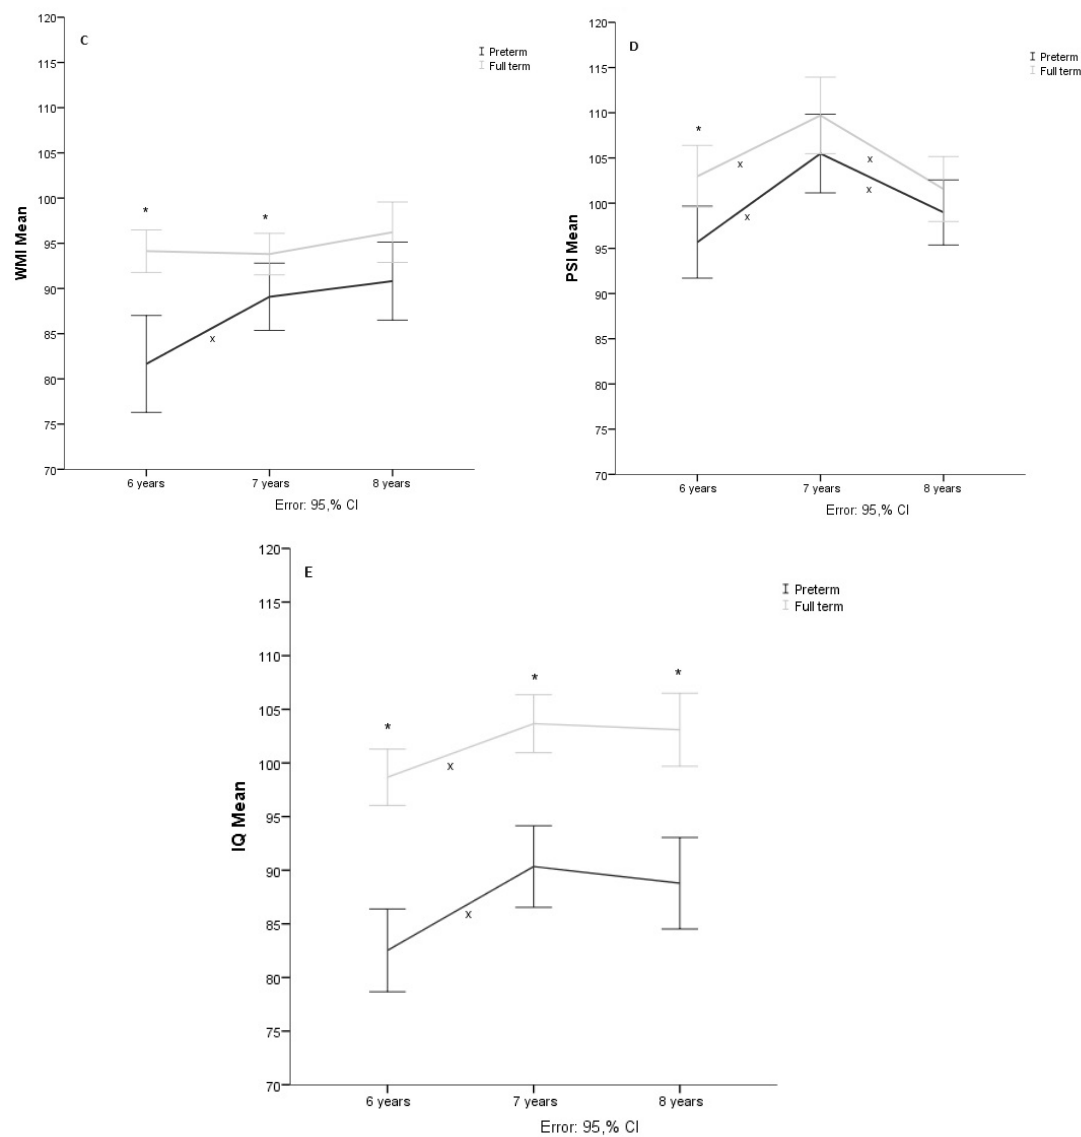 C
120
115
110
105
100
95
90
85
80
75
70
WMI Mean
Preterm
Full term
*
*
x
6 years
7 years
8 years
Error: 95,% CI
D
120
115
110
105
100
95
90
85
80
75
70
PSI Mean
Preterm
Full term
*
x
x
x
x
6 years
7 years
8 years
Error: 95,% CI
E
120
115
110
105
100
95
90
85
80
75
70
IQ Mean
Preterm
Full term
*
*
*
x
x
6 years
7 years
8 years
Error: 95,% CI